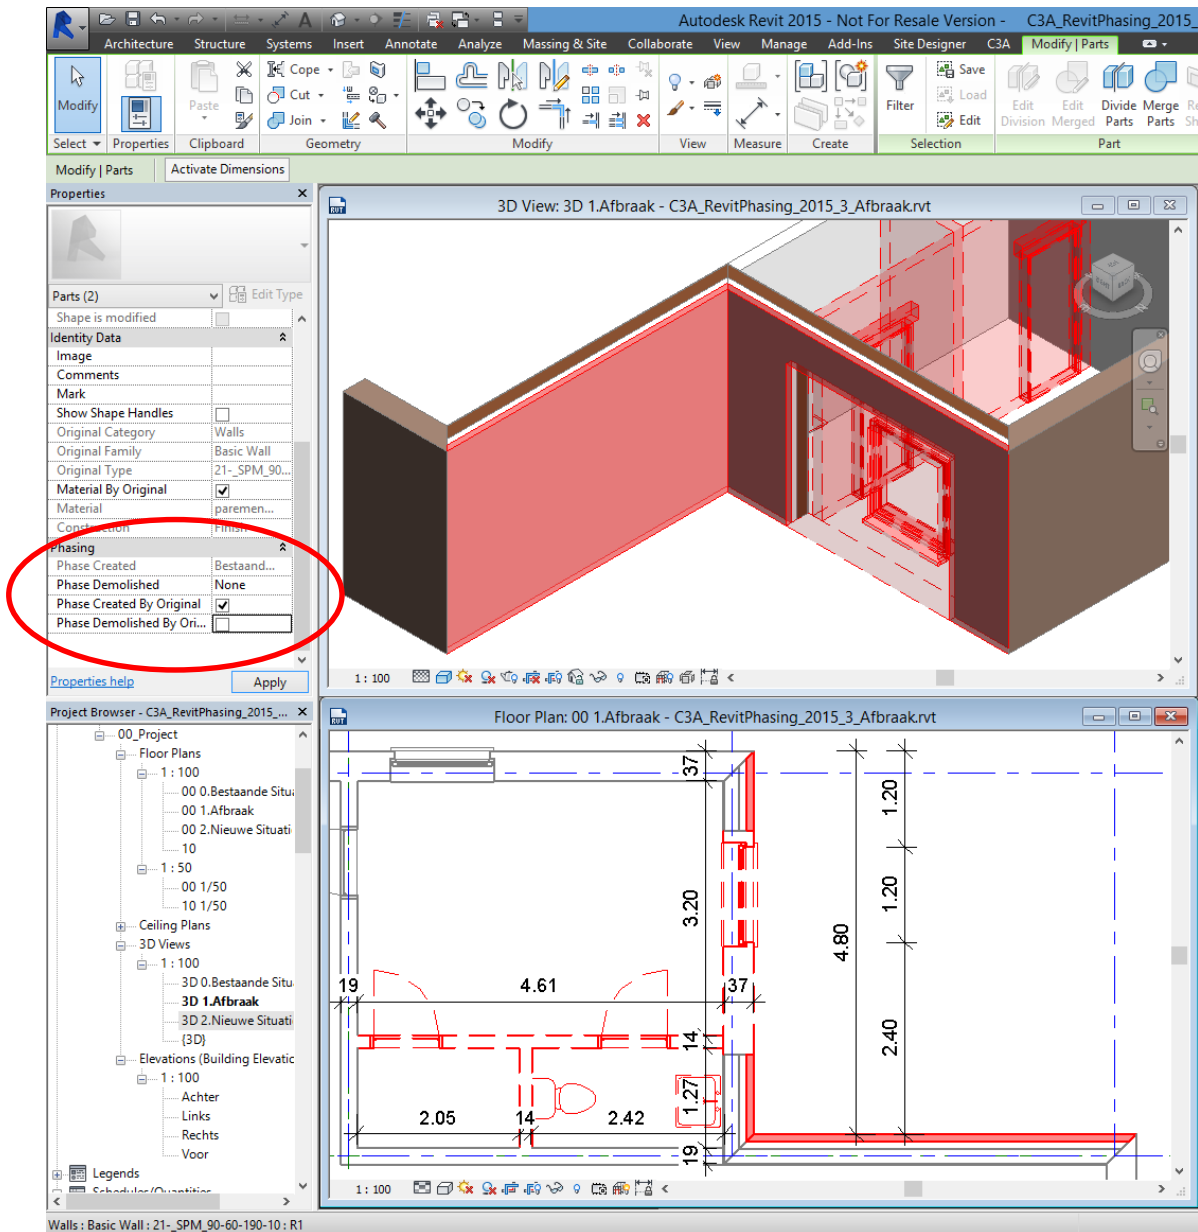 Autodesk Revit 2015 - Not For Resale Version - C3A_RevitPhasing_2015_
Architecture Structure Systems Insert Annotate Analyze Massing & Site Collaborate View Manage Add-Ins Site Designer C3A Modify | Parts
Modify
Paste
Cope
Cut
Join
Filter
Save
Load
Edit
Edit Division
Edit Merged
Divide Parts
Merge Parts
Select Properties Clipboard Geometry Modify View Measure Create Selection Part
Modify | Parts Activate Dimensions
Properties
Parts (2) Edit Type
Shape is modified
Identity Data
Image
Comments
Mark
Show Shape Handles
Original Category Walls
Original Family Basic Wall
Original Type 21-_SPM_90...
Material By Original
Material paremen...
Construction Finish
Phasing
Phase Created Bestaand...
Phase Demolished None
Phase Created By Original
Phase Demolished By Ori...
Properties help Apply
3D View: 3D 1.Afbraak - C3A_RevitPhasing_2015_3_Afbraak.rvt
1 : 100
Project Browser - C3A_RevitPhasing_2015_...
00_Project
Floor Plans
1 : 100
00 0.Bestaande Situ
00 1.Afbraak
00 2.Nieuwe Situati
10
1 : 50
00 1/50
10 1/50
Ceiling Plans
3D Views
1 : 100
3D 0.Bestaande Situ
3D 1.Afbraak
3D 2.Nieuwe Situati
{3D}
Elevations (Building Elevatic
1 : 100
Achter
Links
Rechts
Voor
Legends
Schedules/Quantities
Floor Plan: 00 1.Afbraak - C3A_RevitPhasing_2015_3_Afbraak.rvt
37
1.20
1.20
3.20
4.80
19
4.61
37
2.40
14
1.27
2.05
14
2.42
19
1 : 100
Walls : Basic Wall : 21-_SPM_90-60-190-10 : R1